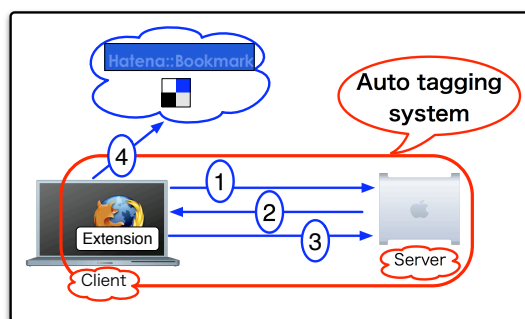 Hatena::Bookmark
Auto tagging
system
4
1
2
3
Extension
Client
Server